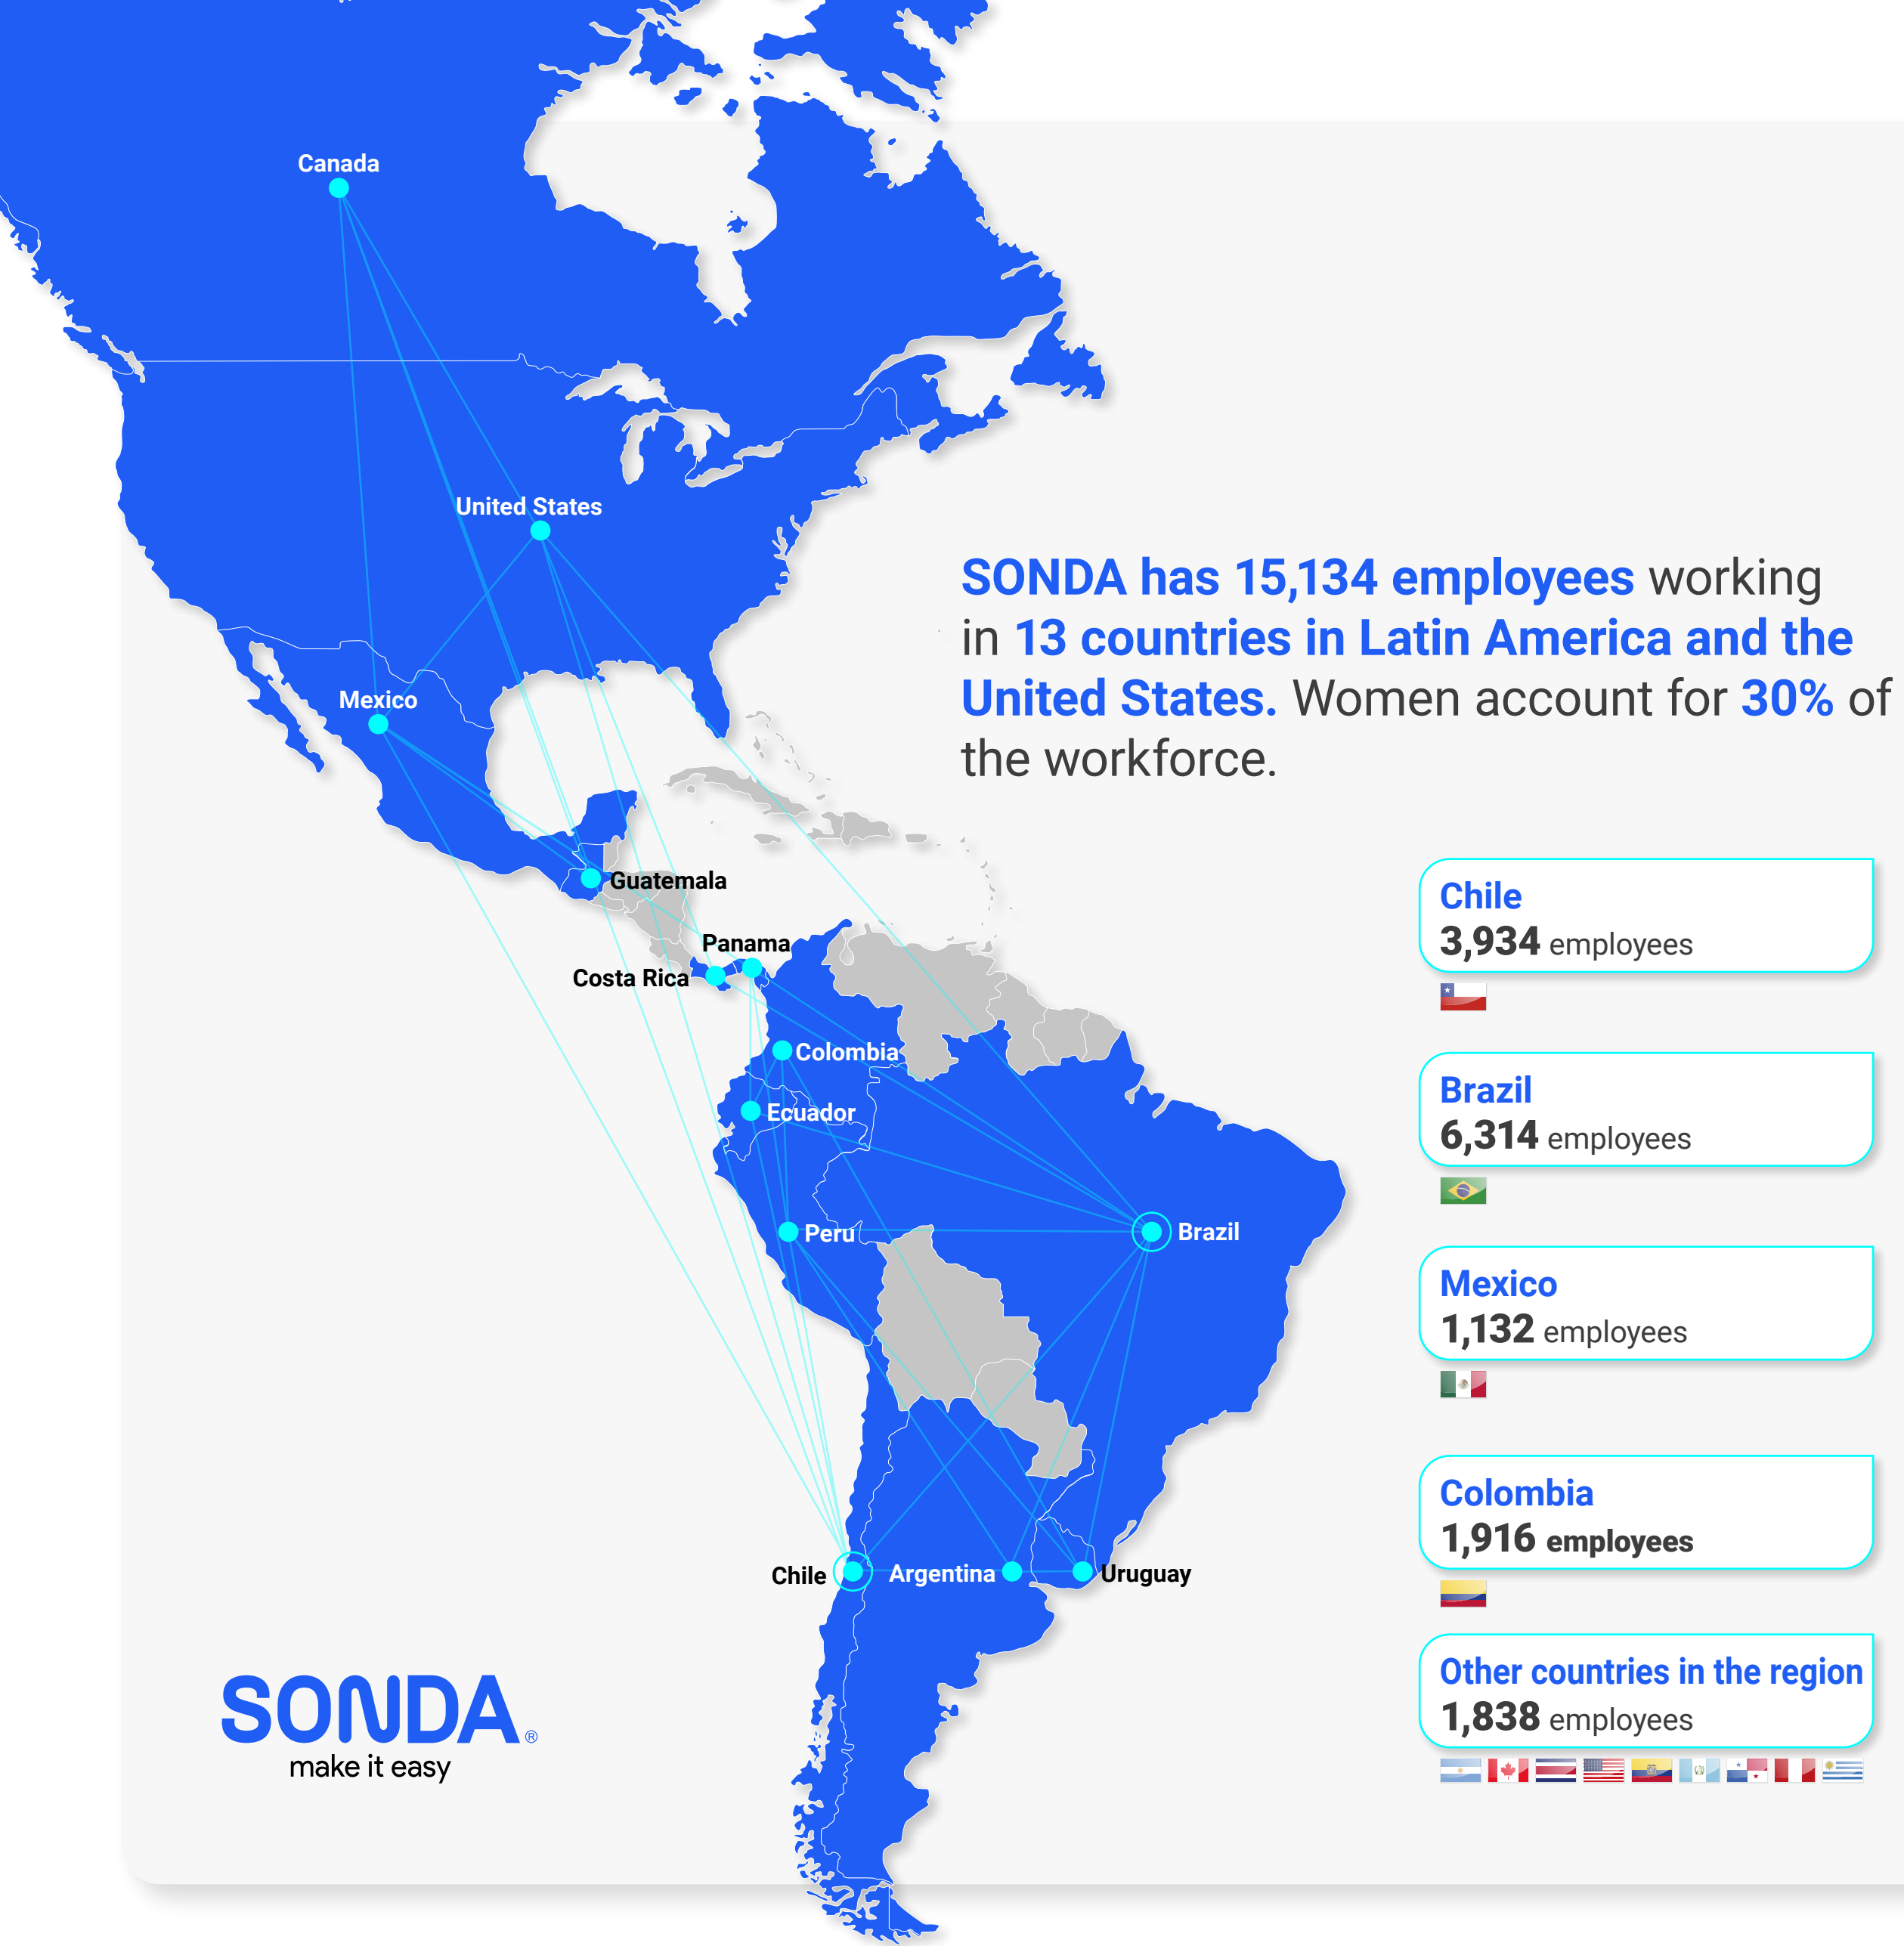 Canada
United States
SONDA has 15,134 employees working
in 13 countries in Latin America and the
United States. Women account for 30% of
the workforce.
Mexico
Guatemala
Panama
Costa Rica
Colombia
Ecuador
Peru
Brazil
Chile
Argentina
Uruguay
Chile
3,934 employees
Brazil
6,314 employees
Mexico
1,132 employees
Colombia
1,916 employees
Other countries in the region
1,838 employees
SONDA®
make it easy